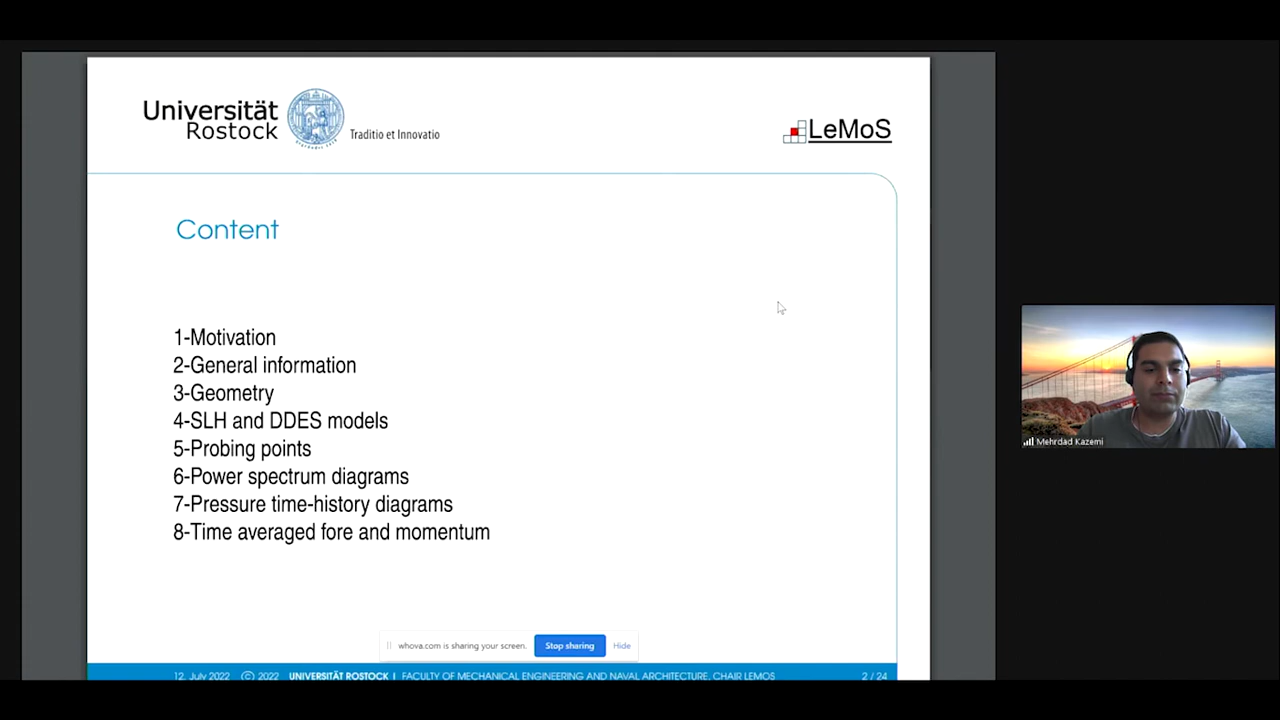 Universität
Rostock
Traditio et Innovatio
LeMoS
Content
1-Motivation
2-General information
3-Geometry
4-SLH and DDES models
5-Probing points
6-Power spectrum diagrams
7-Pressure time-history diagrams
8-Time averaged fore and momentum
whova.com is sharing your screen. Stop sharing Hide
12. July 2022 © 2022 UNIVERSITÄT ROSTOCK | FACULTY OF MECHANICAL ENGINEERING AND NAVAL ARCHITECTURE, CHAIR LEMOS 2 / 24
Mehrdad Kazemi